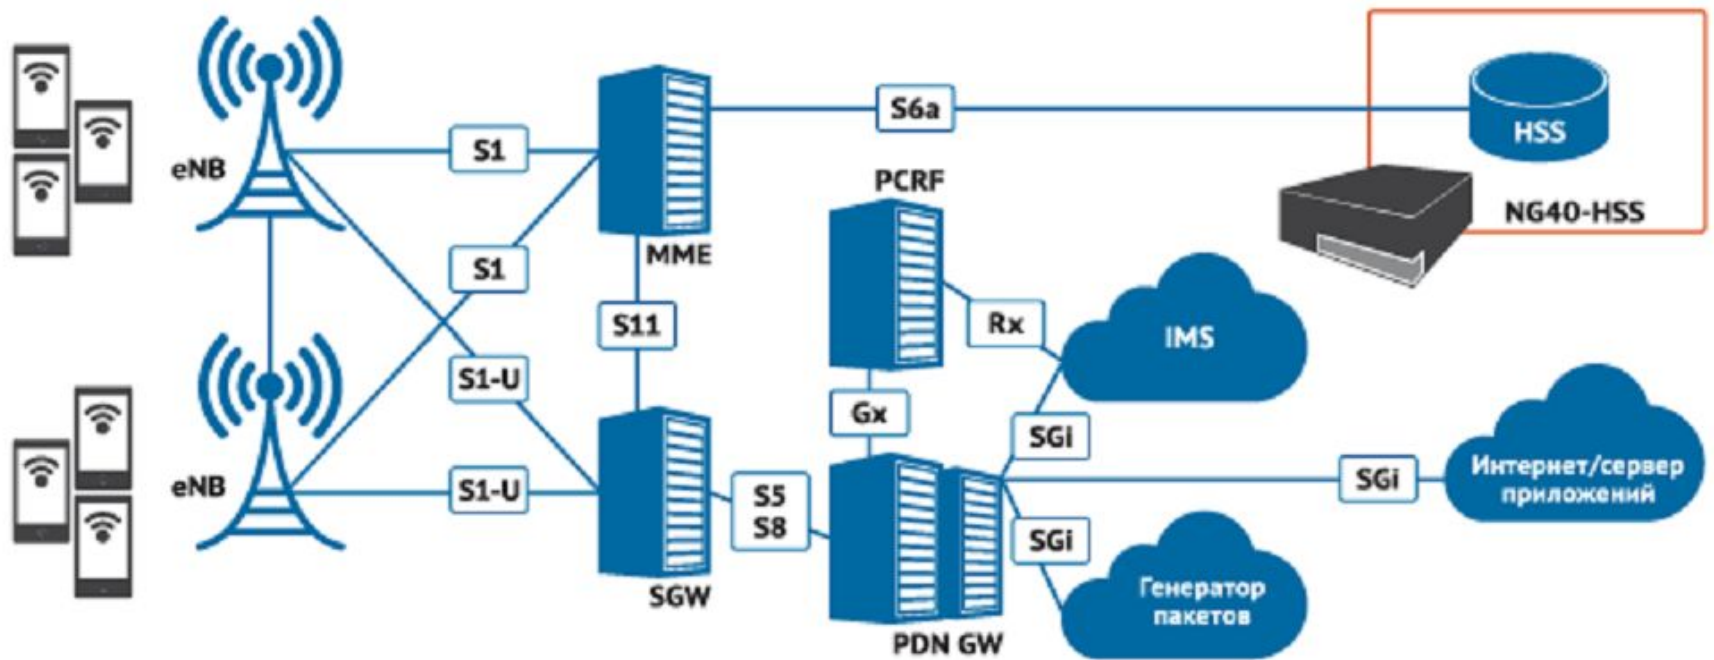 eNB
S1
MME
S6a
HSS
NG40-HSS
PCRF
S1
S11
Rx
IMS
S1-U
Gx
SGi
eNB
S1-U
S5
S8
SGi
Интернет/сервер
приложений
SGi
SGW
PDN GW
Генератор
пакетов